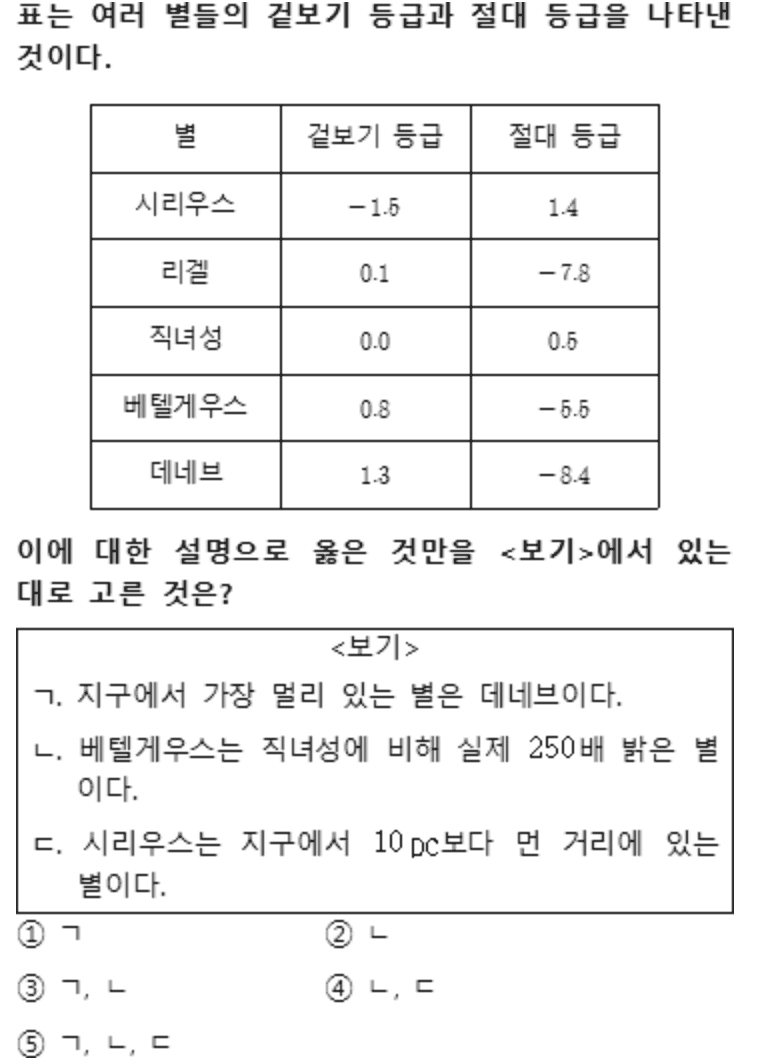 표는 여러 별들의 겉보기 등급과 절대 등급을 나타낸
것이다.
별 겉보기 등급 절대 등급
시리우스 －1.5 1.4
리겔 0.1 －7.8
직녀성 0.0 0.5
베텔게우스 0.8 －5.5
데네브 1.3 －8.4
이에 대한 설명으로 옳은 것만을 <보기>에서 있는
대로 고른 것은?
<보기>
ㄱ. 지구에서 가장 멀리 있는 별은 데네브이다.
ㄴ. 베텔게우스는 직녀성에 비해 실제 250배 밝은 별
이다.
ㄷ. 시리우스는 지구에서 10 pc보다 먼 거리에 있는
별이다.
① ㄱ ② ㄴ
③ ㄱ, ㄴ ④ ㄴ, ㄷ
⑤ ㄱ, ㄴ, ㄷ